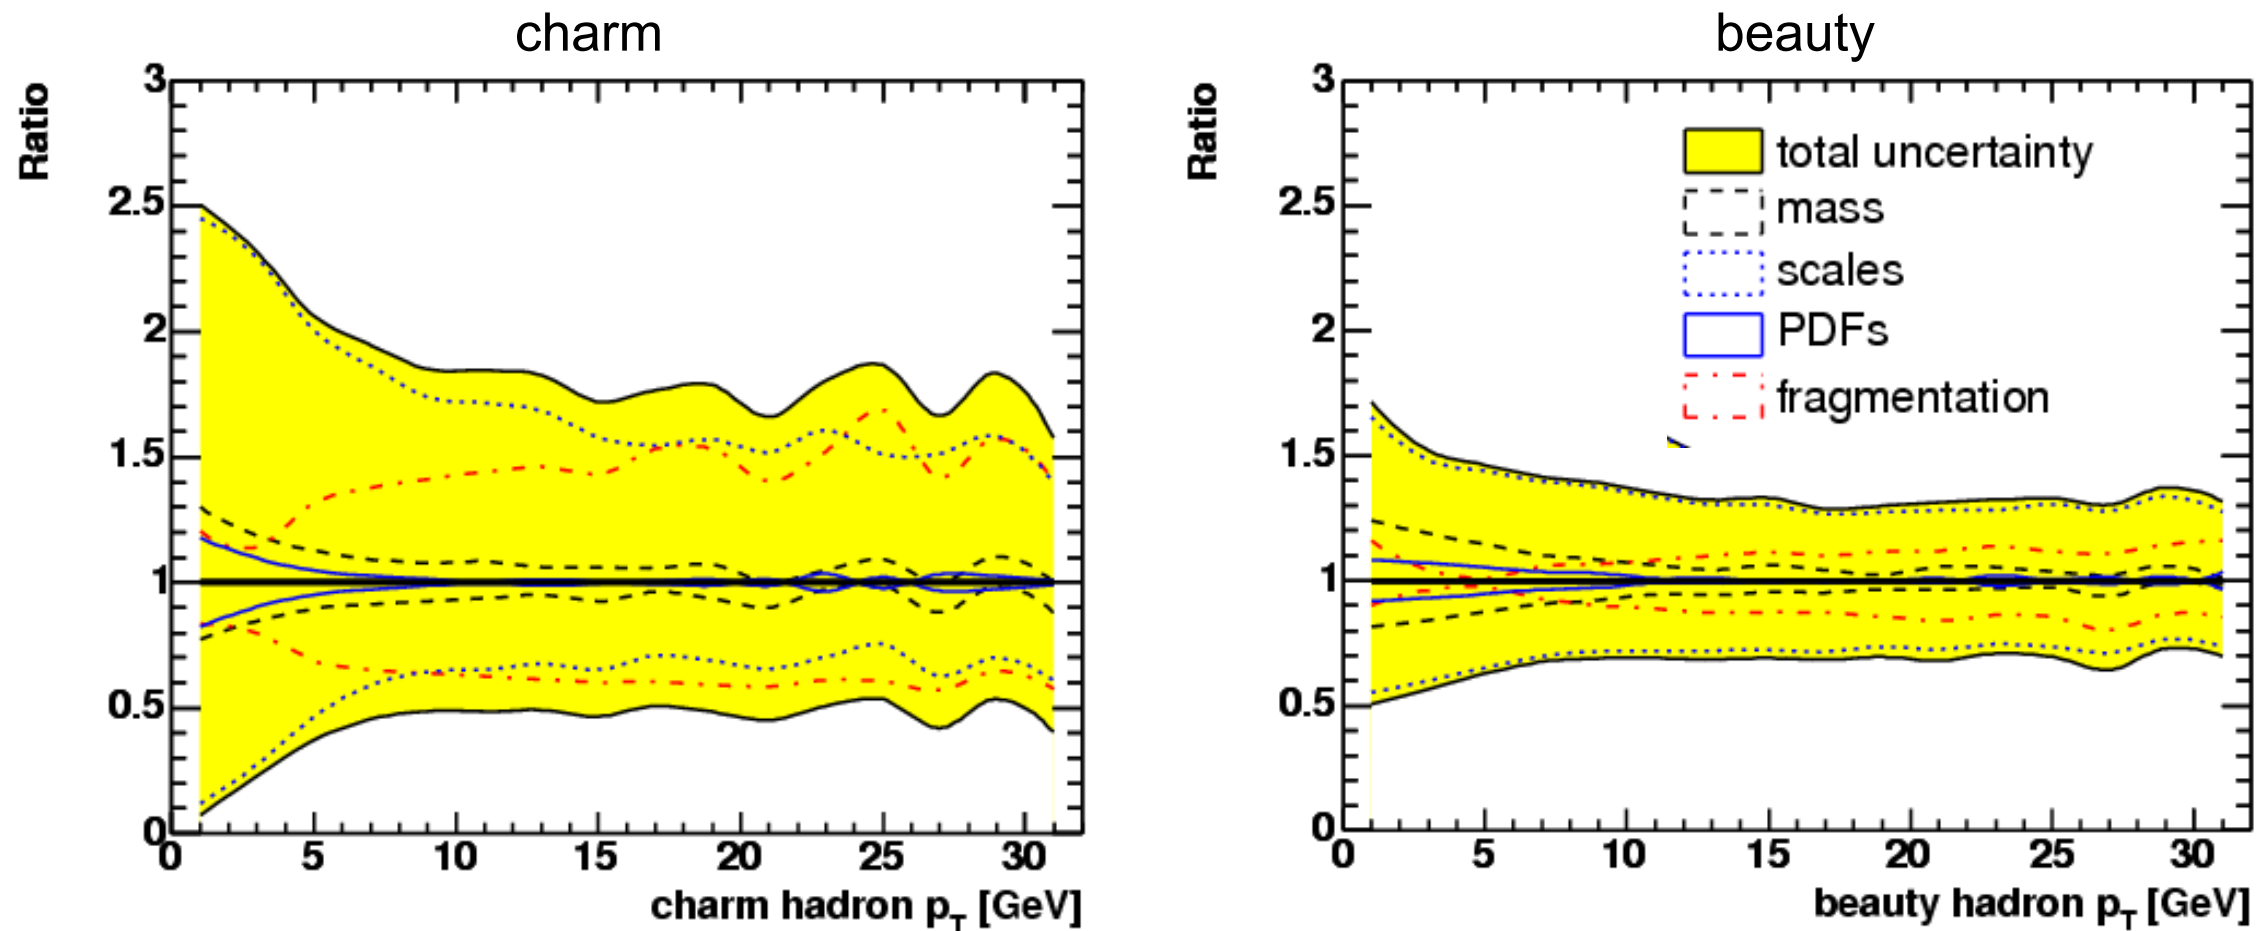 charm
Ratio
3
2.5
2
1.5
1
0.5
0
0 5 10 15 20 25 30
charm hadron pT [GeV]
beauty
Ratio
3
2.5
2
1.5
1
0.5
0
total uncertainty
mass
scales
PDFs
fragmentation
0 5 10 15 20 25 30
beauty hadron pT [GeV]